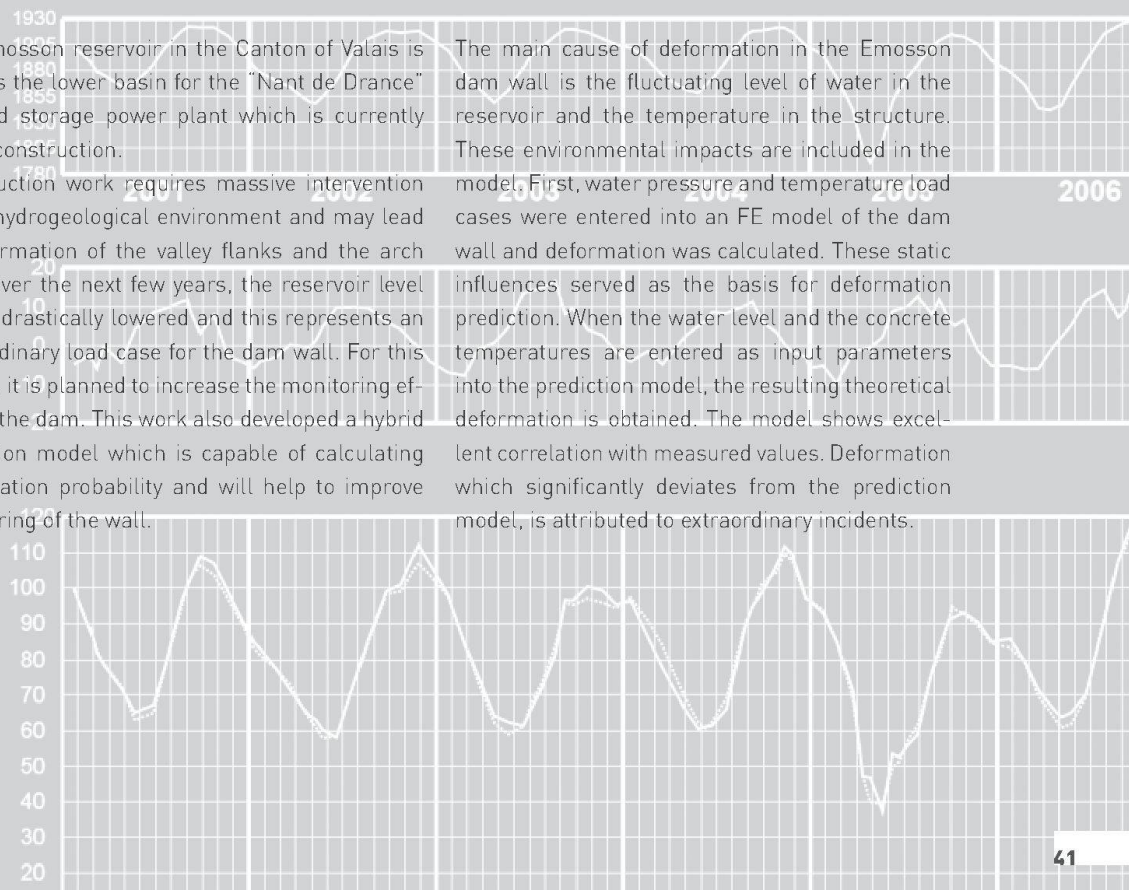 mosson reservoir in the Canton of Valais is
s the lower basin for the “Nant de Drance”
d storage power plant which is currently
construction.
uction work requires massive intervention
hydrogeological environment and may lead
rmation of the valley flanks and the arch
ver the next few years, the reservoir level
drastically lowered and this represents an
dinary load case for the dam wall. For this
it is planned to increase the monitoring ef-
the dam. This work also developed a hybrid
on model which is capable of calculating
ation probability and will help to improve
ring of the wall.
The main cause of deformation in the Emosson
dam wall is the fluctuating level of water in the
reservoir and the temperature in the structure.
These environmental impacts are included in the
model. First, water pressure and temperature load
cases were entered into an FE model of the dam
wall and deformation was calculated. These static
influences served as the basis for deformation
prediction. When the water level and the concrete
temperatures are entered as input parameters
into the prediction model, the resulting theoretical
deformation is obtained. The model shows excel-
lent correlation with measured values. Deformation
which significantly deviates from the prediction
model, is attributed to extraordinary incidents.
1930
1880
1855
1780
2001 2002 2003 2004 2005 2006
20
10
0
120
110
100
90
80
70
60
50
40
30
20
41